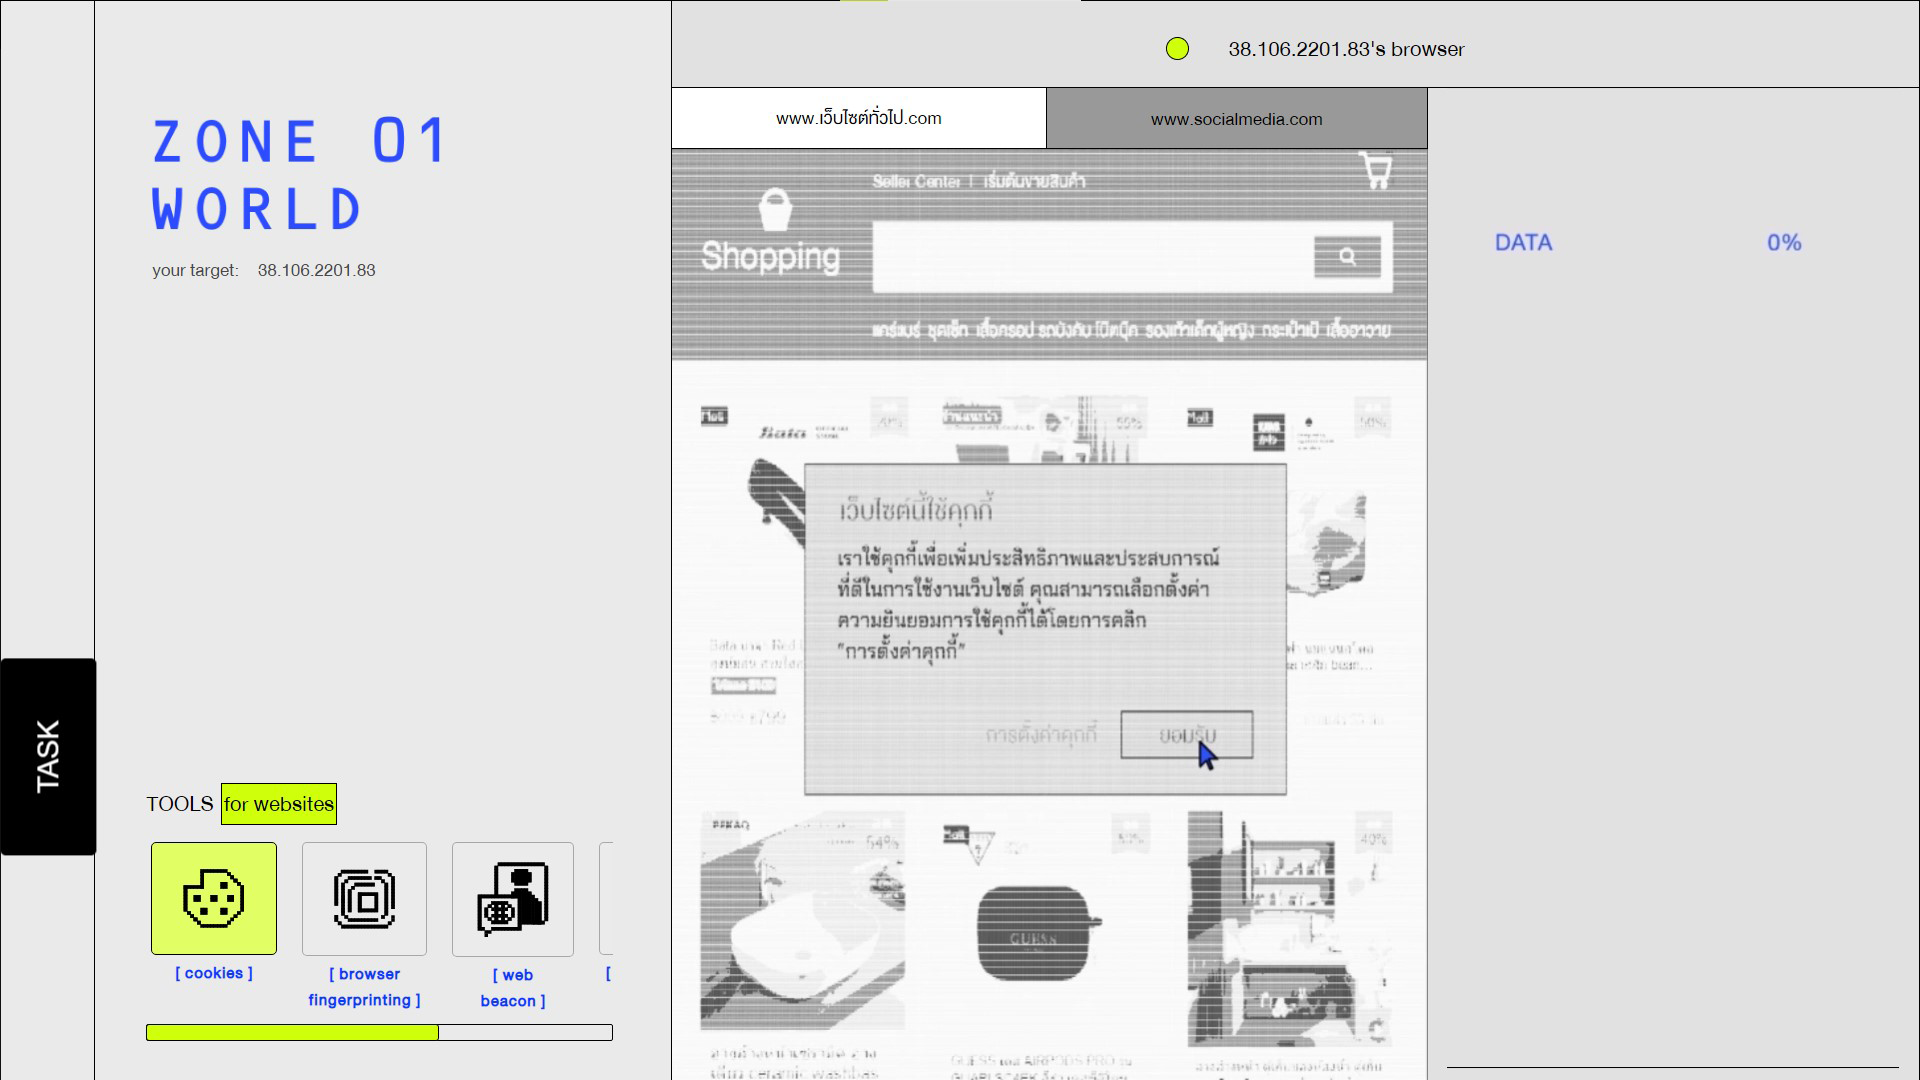 38.106.2201.83's browser
www.เว็บไซต์ทั่วไป.com
www.socialmedia.com
ZONE 01
WORLD
your target: 38.106.2201.83
DATA 0%
Seller Center | เริ่มต้นขายสินค้า
Shopping
แคร์แบร์ ชุดเซ็ท เสื้อครอป รถบังคับ โน๊ตบุ๊ค รองเท้าเด็กผู้หญิง กระเป๋าเป้ เสื้อฮาวาย
Mall
Bata
55%
Mall
50%
เว็บไซต์นี้ใช้คุกกี้
เราใช้คุกกี้เพื่อเพิ่มประสิทธิภาพและประสบการณ์
ที่ดีในการใช้งานเว็บไซต์ คุณสามารถเลือกตั้งค่า
ความยินยอมการใช้คุกกี้ได้โดยการคลิก
"การตั้งค่าคุกกี้"
การตั้งค่าคุกกี้
ยอมรับ
TASK
TOOLS for websites
[ cookies ]
[ browser
fingerprinting ]
[ web
beacon ]
[
54%
Mall
40%
GUESS